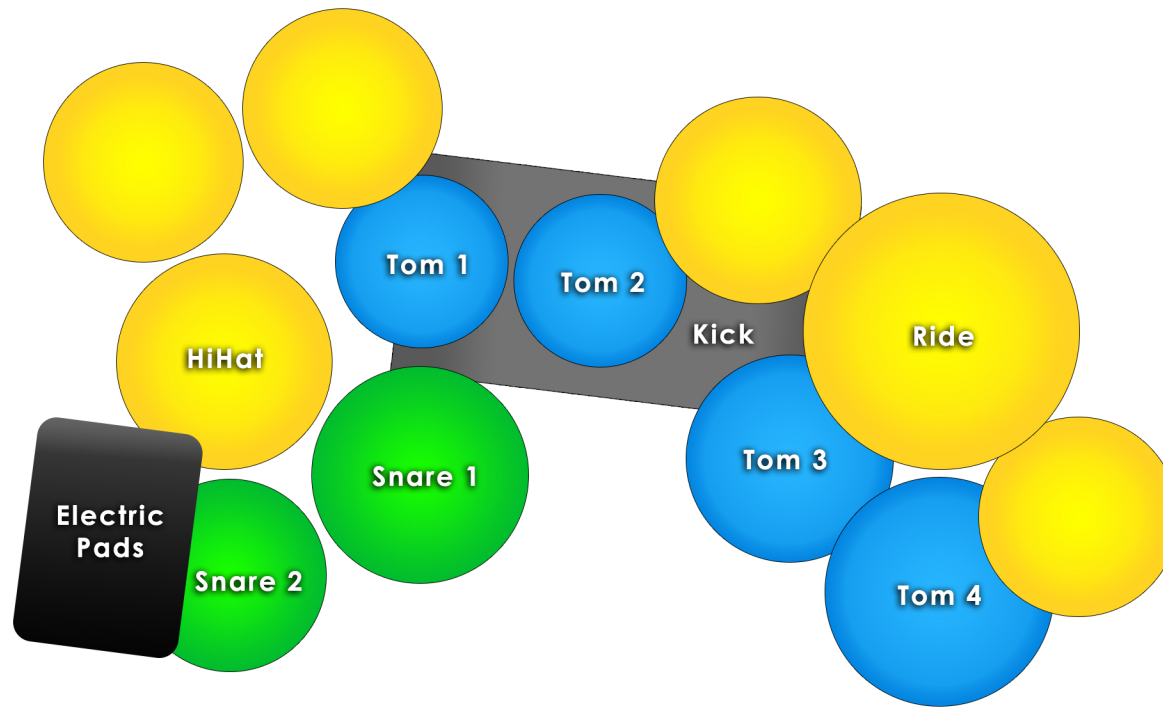 Tom 1
Tom 2
Kick
Ride
HiHat
Snare 1
Tom 3
Electric
Pads
Snare 2
Tom 4